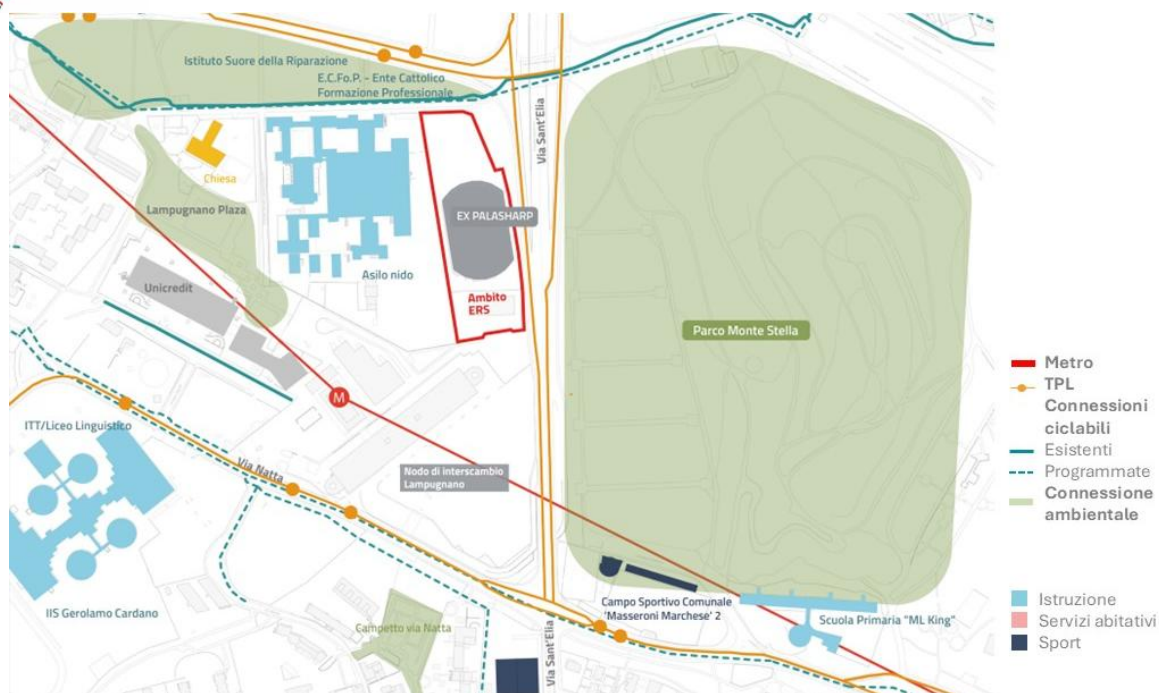 Istituto Suore della Riparazione
E.C.Fo.P. - Ente Cattolico
Formazione Professionale
Via Sant'Elia
Chiesa
Lampugnano Plaza
EX PALASHARP
Asilo nido
Unicredit
Ambito
ERS
Parco Monte Stella
M
ITT/Liceo Linguistico
Via Natta
Nodo di interscambio
Lampugnano
IIS Gerolamo Cardano
Campetto via Natta
Campo Sportivo Comunale
'Masseroni Marchese' 2
Scuola Primaria "ML King"
Via Sant'Elia
Metro
TPL
Connessioni
ciclabili
Esistenti
Programmate
Connessione
ambientale
Istruzione
Servizi abitativi
Sport